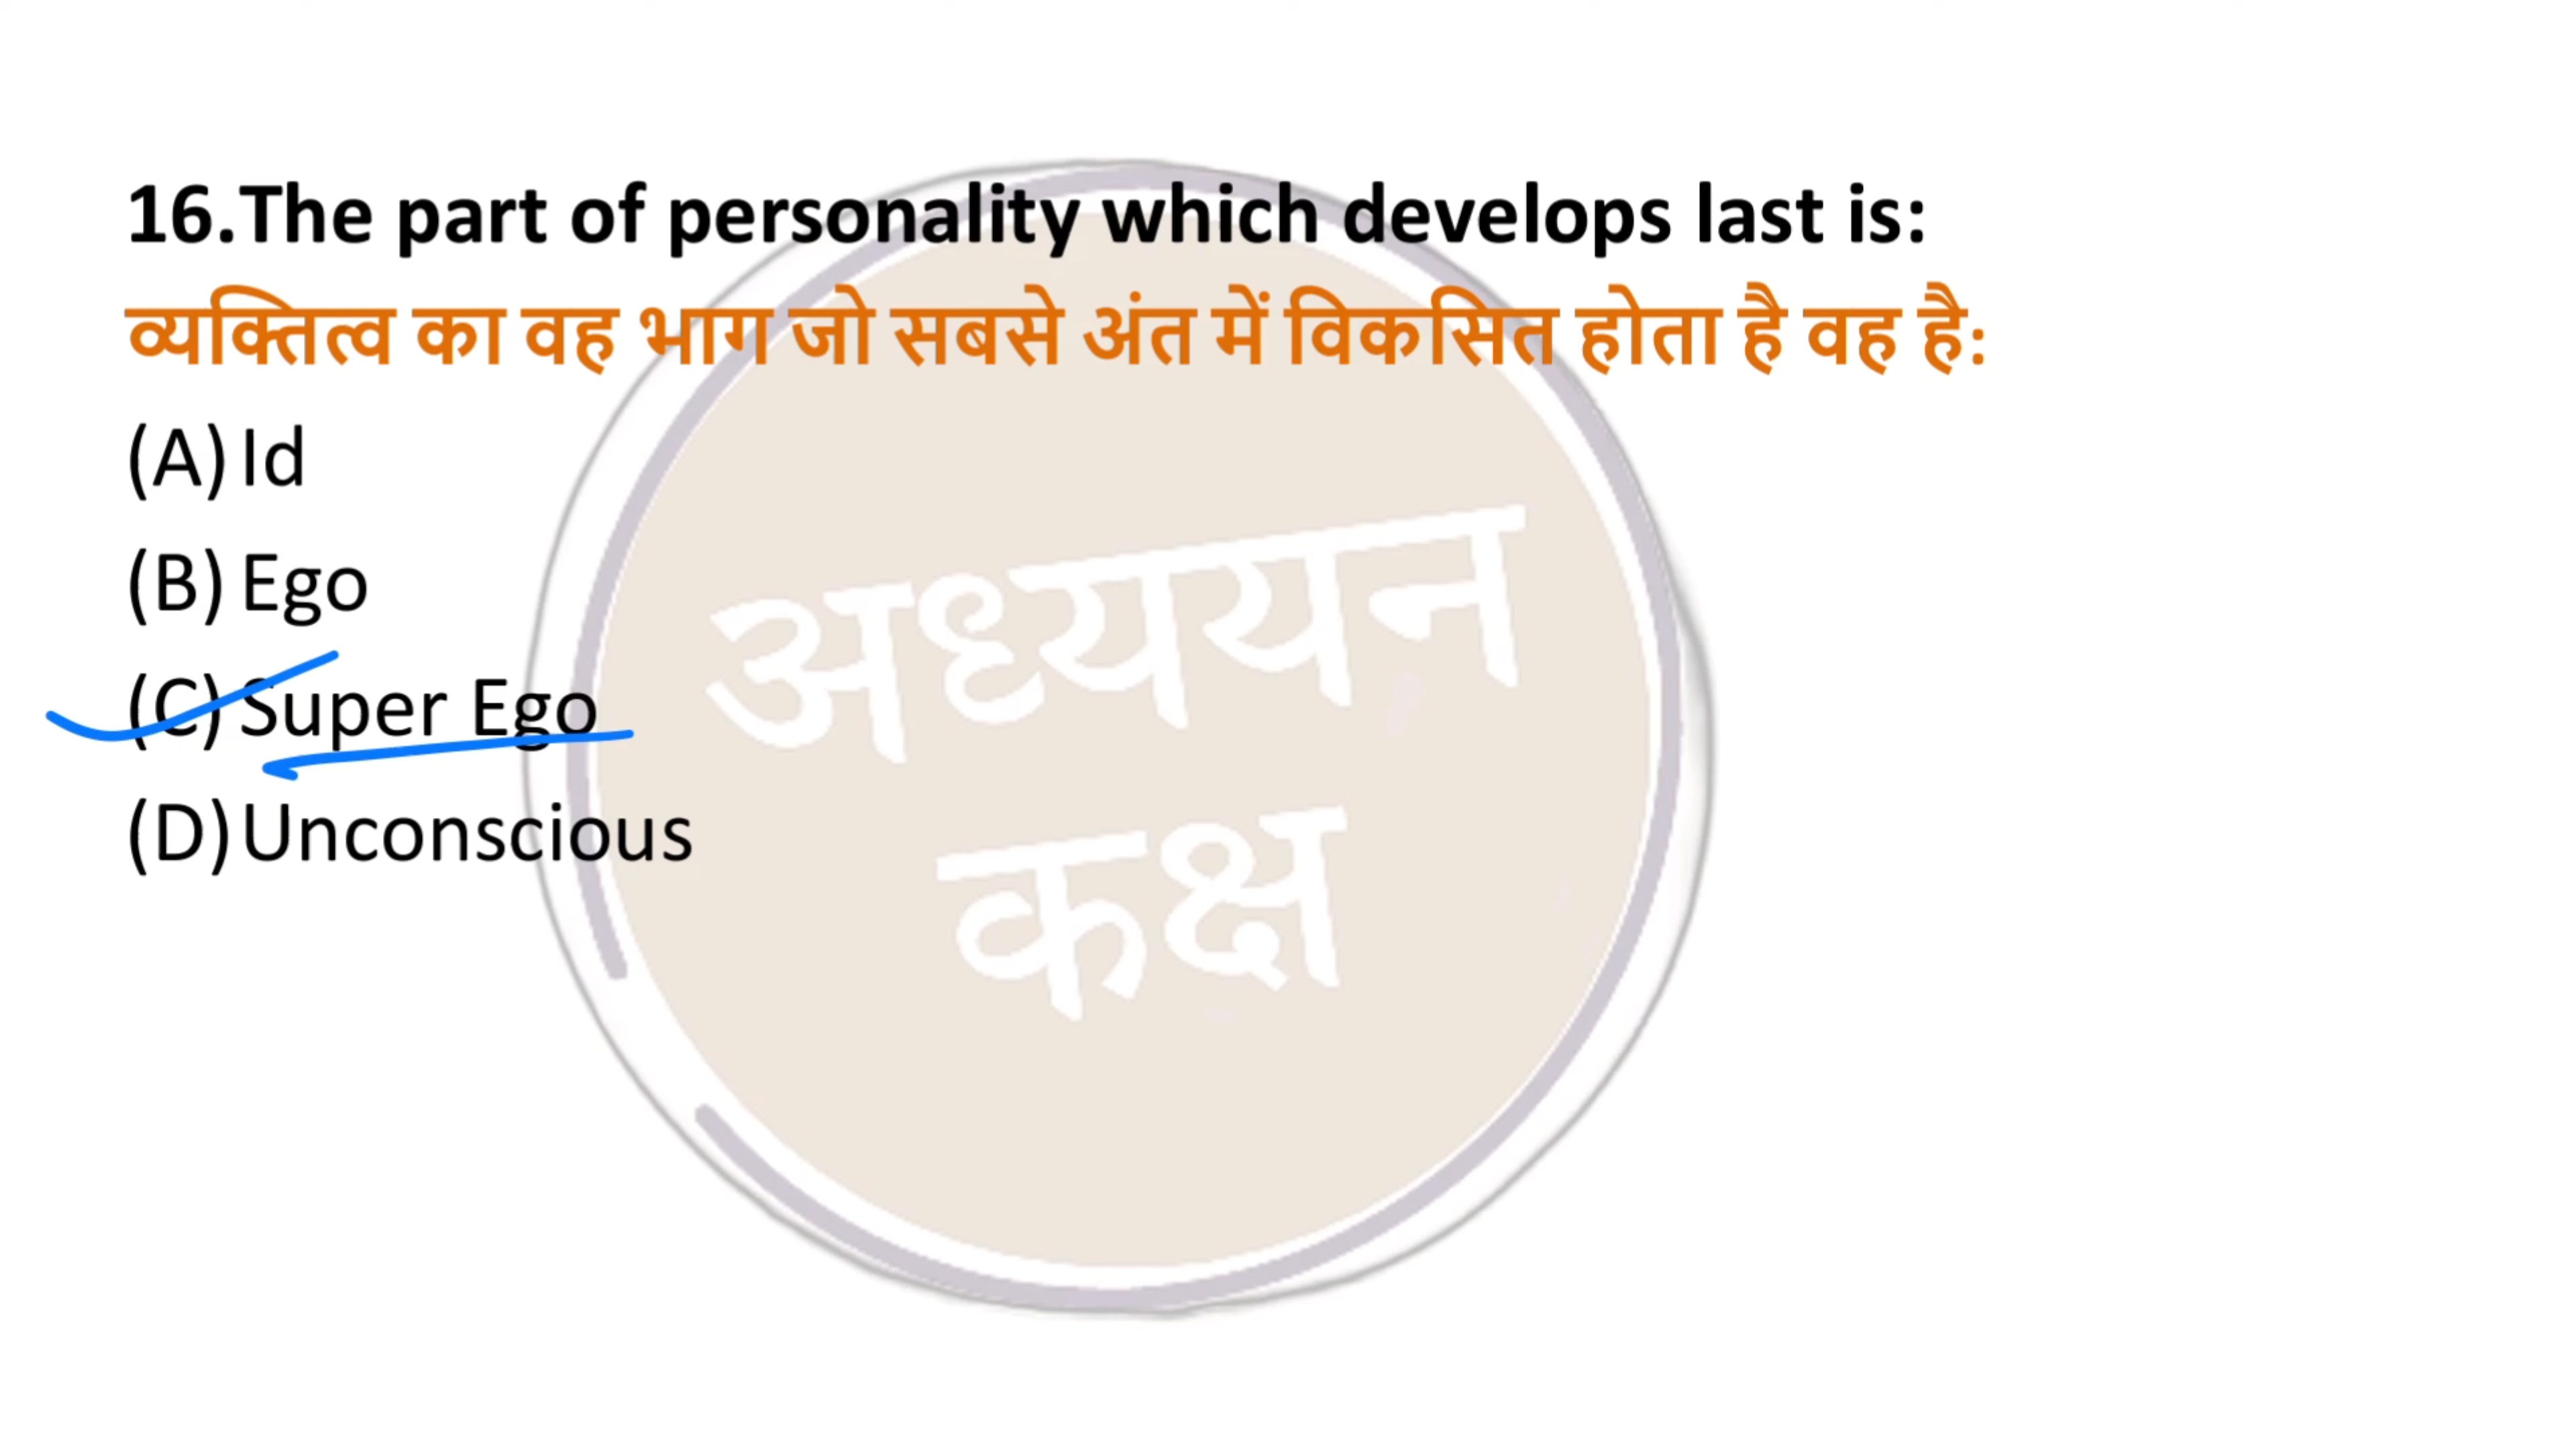 16.The part of personality which develops last is:
व्यक्तित्व का वह भाग जो सबसे अंत में विकसित होता है वह है:
(A) Id
(B) Ego
(C) Super Ego
(D) Unconscious
अध्ययन
कक्ष